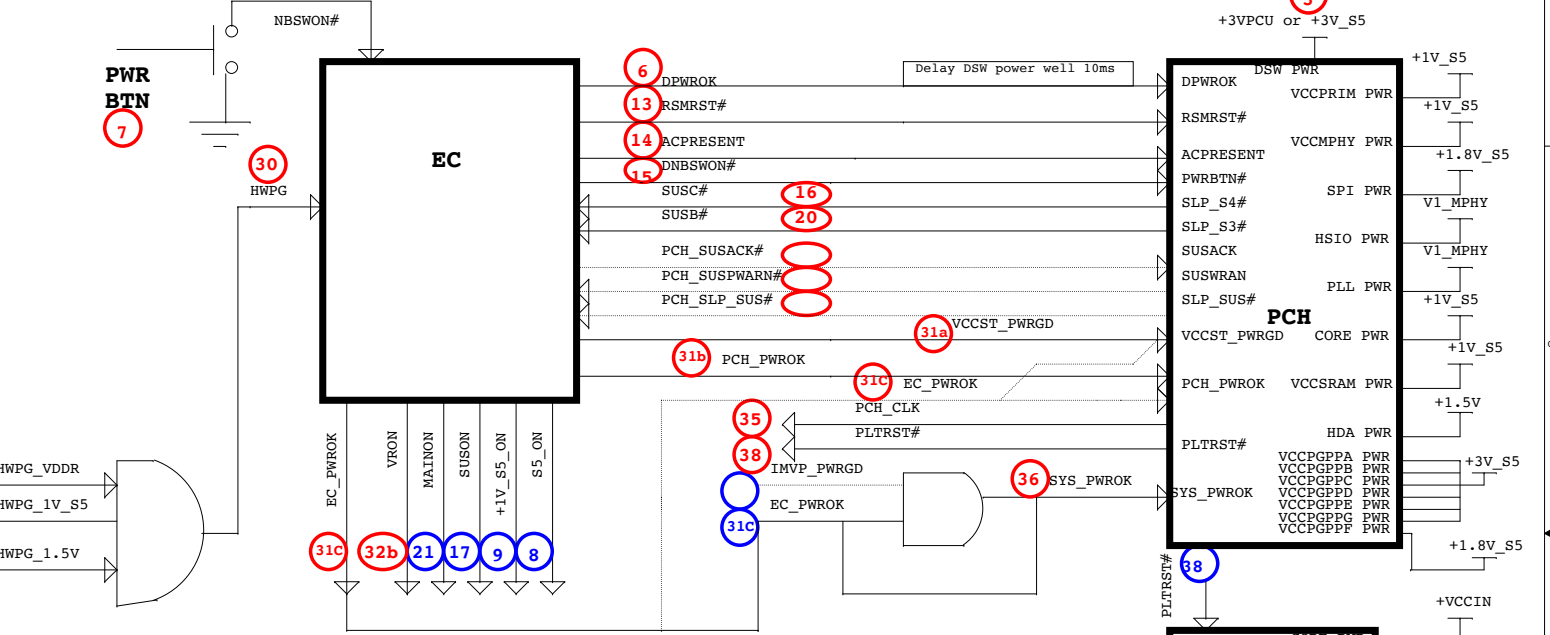 5
+3VPCU or +3V_S5
NBSWON#
PWR
BTN
7
30
HWPG
EC
6
DPWROK
13
RSMRST#
14
ACPRESENT
15
DNBSWON#
SUSC#
16
SUSB#
20
PCH_SUSACK#
PCH_SUSPWARN#
PCH_SLP_SUS#
31a
VCCST_PWRGD
31b
PCH_PWROK
31C
EC_PWROK
PCH_CLK
35
PLTRST#
38
IMVP_PWRGD
EC_PWROK
31C
36
SYS_PWROK
Delay DSW power well 10ms
DSW PWR
DPWROK
RSMRST#
ACPRESENT
PWRBTN#
SLP_S4#
SLP_S3#
SUSACK
SUSWRAN
SLP_SUS#
PCH
VCCST_PWRGD
PCH_PWROK
PLTRST#
SYS_PWROK
VCCPRIM PWR
VCCMPHY PWR
SPI PWR
HSIO PWR
PLL PWR
CORE PWR
VCCSRAM PWR
HDA PWR
VCCPGPPA PWR
VCCPGPPB PWR
VCCPGPPC PWR
VCCPGPPD PWR
VCCPGPPE PWR
VCCPGPPG PWR
VCCPGPPF PWR
+1V_S5
+1V_S5
+1.8V_S5
V1_MPHY
V1_MPHY
+1V_S5
+1V_S5
+1.5V
+3V_S5
+1.8V_S5
+VCCIN
EC_PWROK
VRON
MAINON
SUSON
+1V_S5_ON
S5_ON
31C
32b
21
17
9
8
HWPG_VDDR
HWPG_1V_S5
HWPG_1.5V
PLTRST#
38